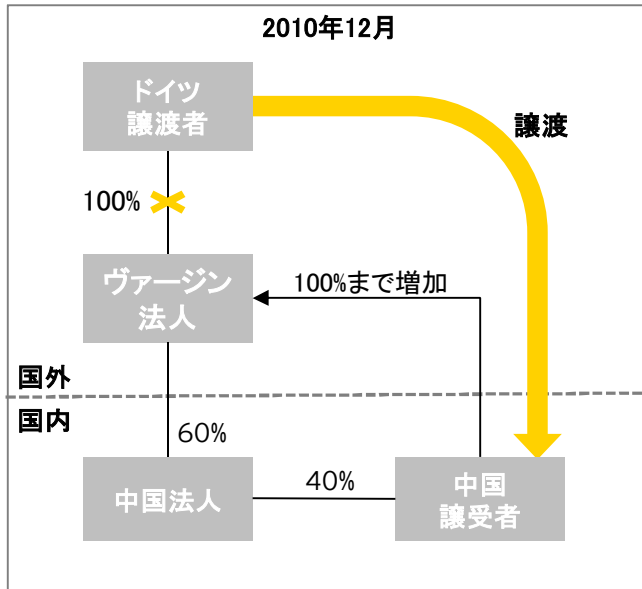 2010年12月
ドイツ
譲渡者
譲渡
100%
ヴァージン
法人
100%まで増加
国外
国内
60%
中国法人
40%
中国
譲受者